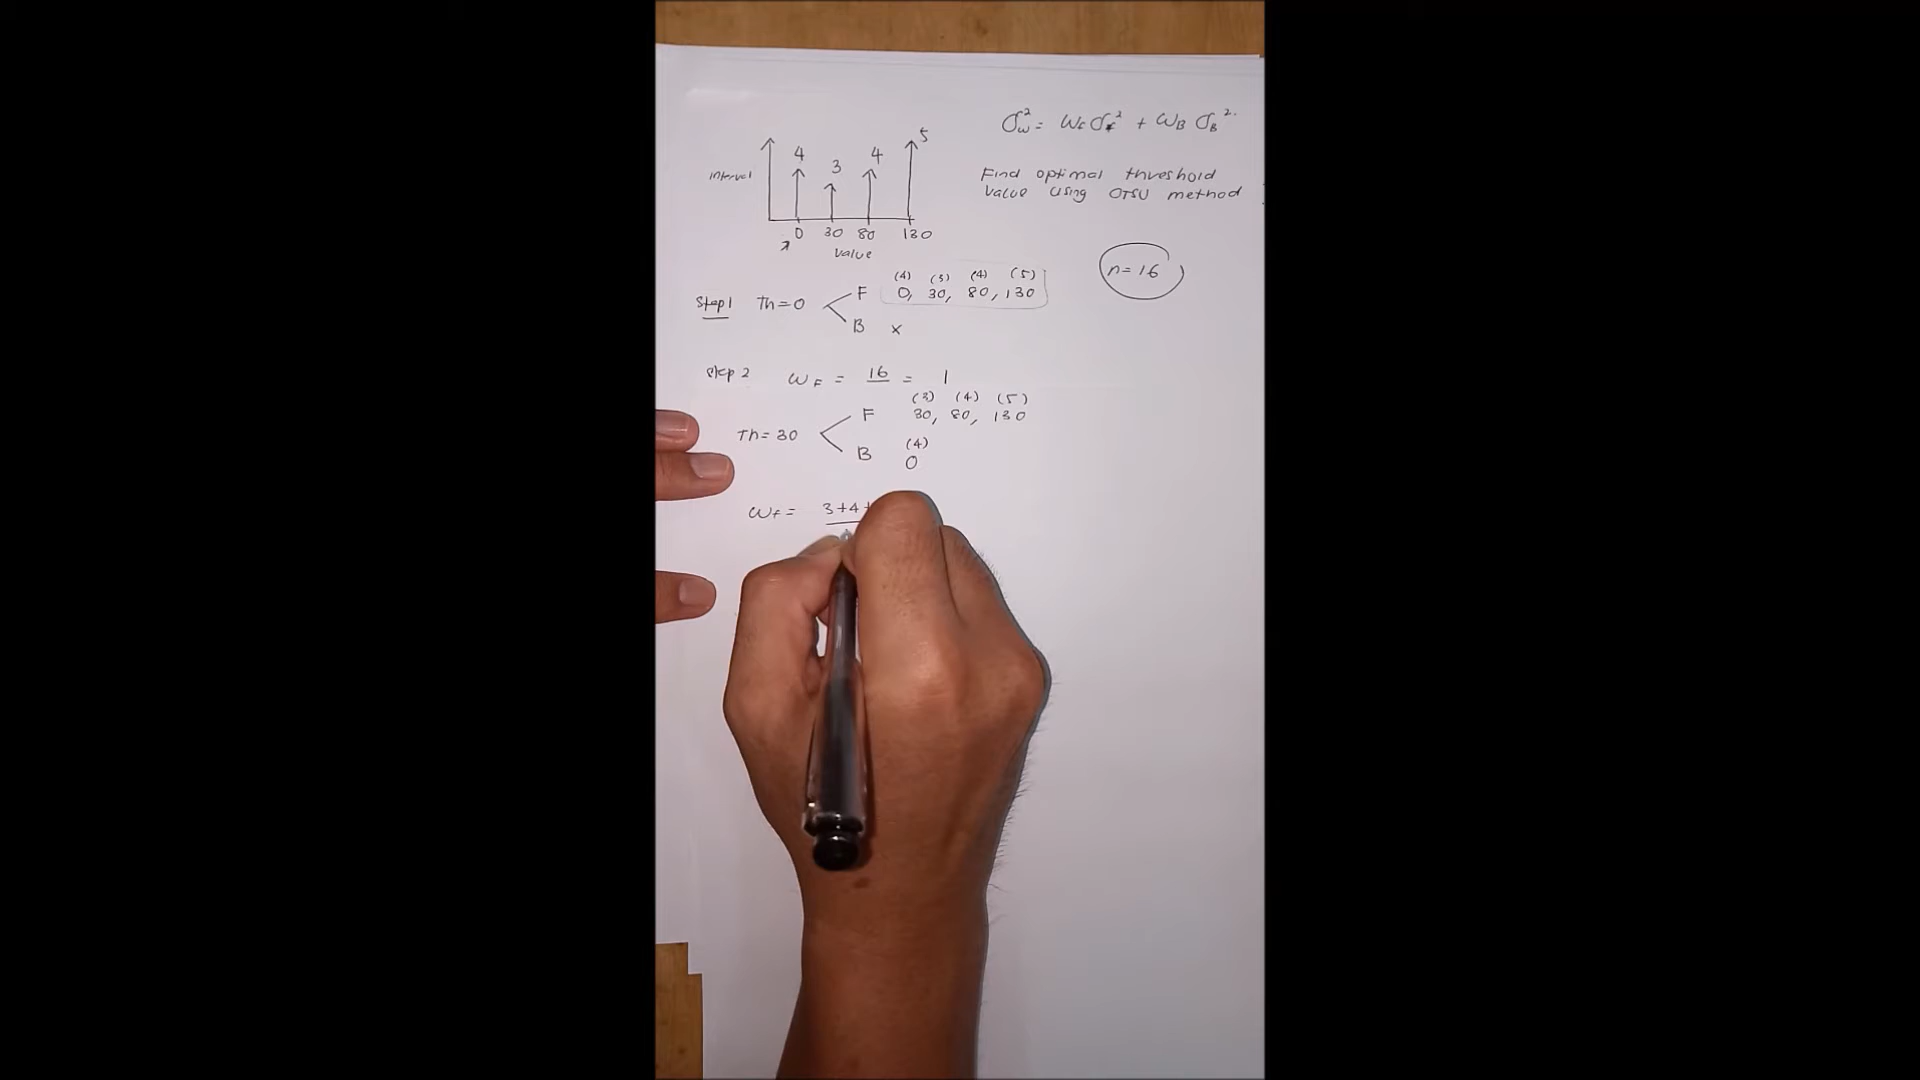 σw² = WF σF² + WB σB².
5
4
3
4
interval
0 30 80 130
value
Find optimal threshold
value using OTSU method
n=16
(4) (3) (4) (5)
Step 1 Th=0 F 0, 30, 80, 130
B x
Step 2 WF = 16 = 1
(3) (4) (5)
F 30, 80, 130
Th=30
(4)
B 0
WF = 3+4+